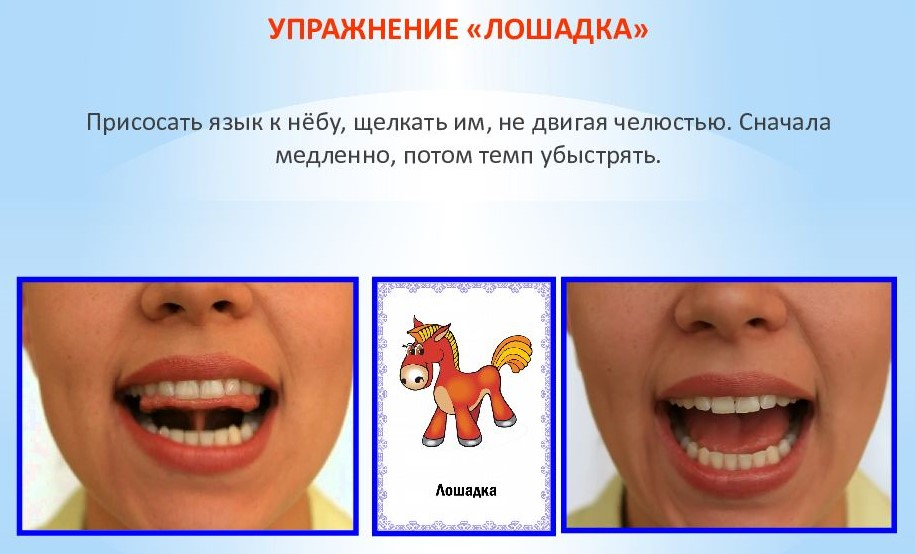 УПРАЖНЕНИЕ «ЛОШАДКА»
Присосать язык к нёбу, щелкать им, не двигая челюстью. Сначала
медленно, потом темп убыстрять.
Лошадка